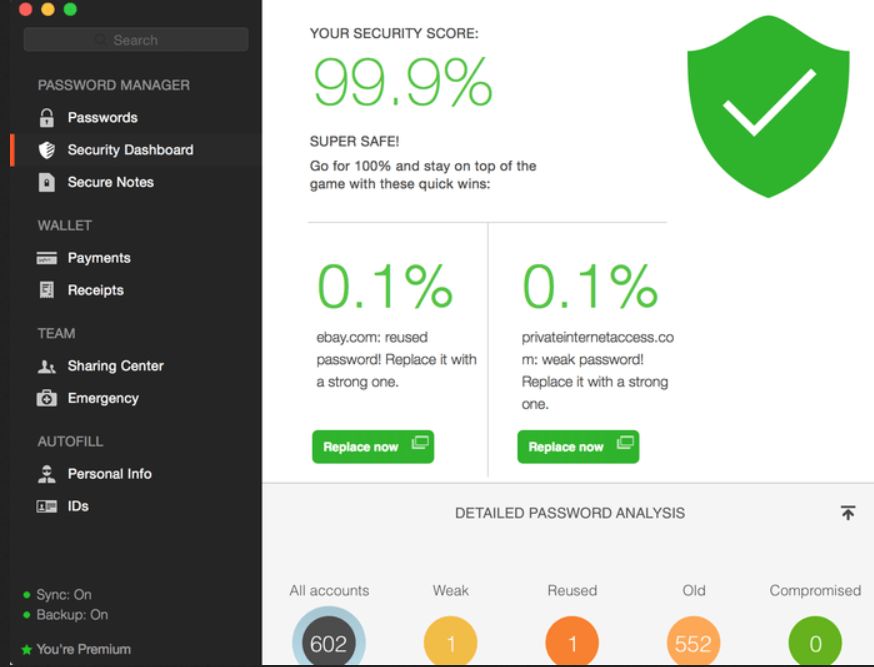 Search
PASSWORD MANAGER
Passwords
Security Dashboard
Secure Notes
WALLET
Payments
Receipts
TEAM
Sharing Center
Emergency
AUTOFILL
Personal Info
IDs
Sync: On
Backup: On
You're Premium
YOUR SECURITY SCORE:
99.9%
SUPER SAFE!
Go for 100% and stay on top of the
game with these quick wins:
0.1%
ebay.com: reused
password! Replace it with
a strong one.
Replace now
0.1%
privateinternetaccess.co
m: weak password!
Replace it with a strong
one.
Replace now
DETAILED PASSWORD ANALYSIS
All accounts
Weak
Reused
Old
Compromised
602
1
1
552
0